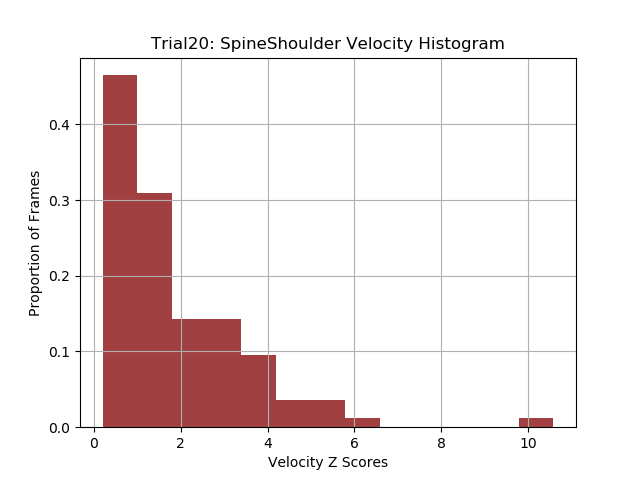 Trial20: SpineShoulder Velocity Histogram
Proportion of Frames
0.4
0.3
0.2
0.1
0.0
0 2 4 6 8 10
Velocity Z Scores